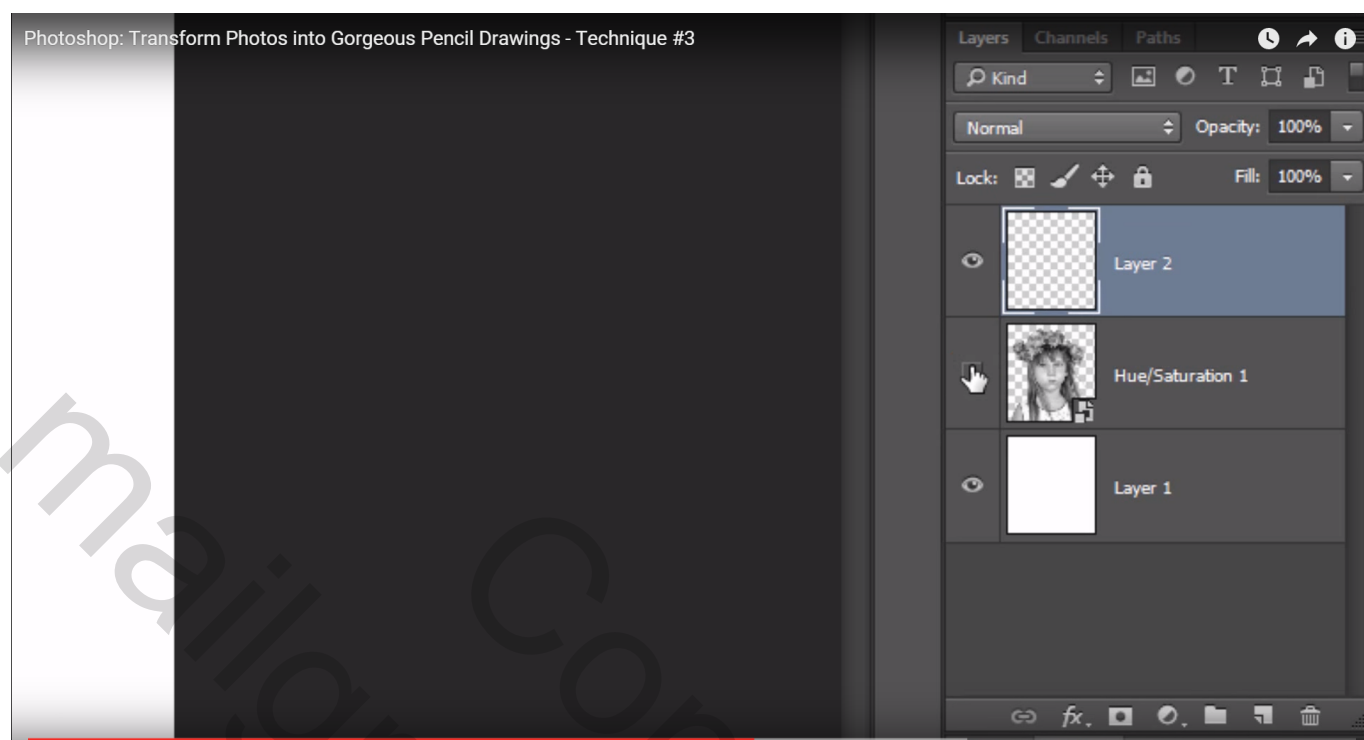 Photoshop: Transform Photos into Gorgeous Pencil Drawings - Technique #3
Layers Channels Paths
Kind
Normal Opacity: 100%
Lock: Fill: 100%
Layer 2
Hue/Saturation 1
Layer 1
fx